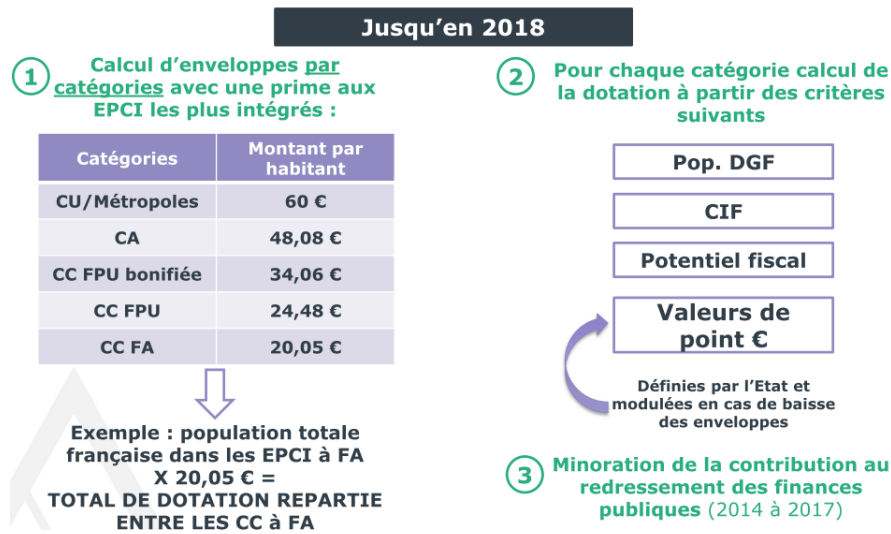 Jusqu'en 2018
1
Calcul d'enveloppes par
catégories avec une prime aux
EPCI les plus intégrés :
Catégories
Montant par
habitant
CU/Métropoles
60 €
CA
48,08 €
CC FPU bonifiée
34,06 €
CC FPU
24,48 €
CC FA
20,05 €
Exemple : population totale
française dans les EPCI à FA
X 20,05 € =
TOTAL DE DOTATION REPARTIE
ENTRE LES CC à FA
2
Pour chaque catégorie calcul de
la dotation à partir des critères
suivants
Pop. DGF
CIF
Potentiel fiscal
Valeurs de
point €
Définies par l'Etat et
modulées en cas de baisse
des enveloppes
3
Minoration de la contribution au
redressement des finances
publiques (2014 à 2017)